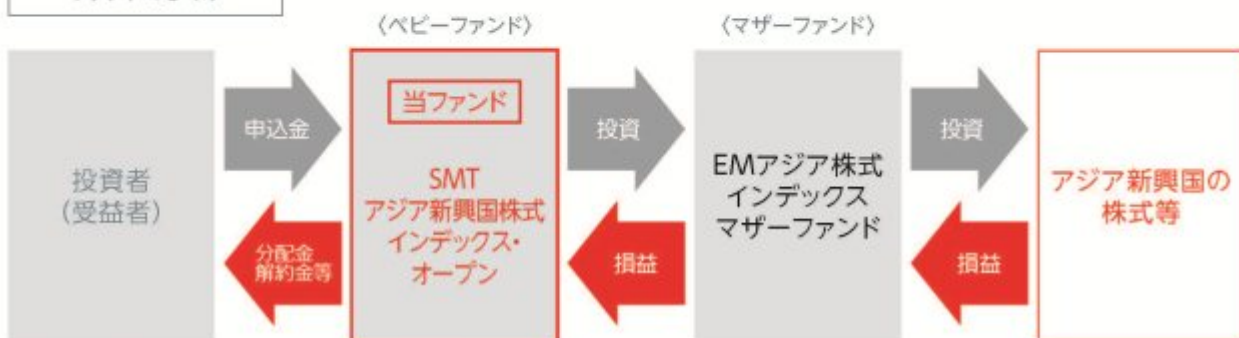 〈ベビーファンド〉
〈マザーファンド〉
投資者
(受益者)
申込金
分配金
解約金等
当ファンド
SMT
アジア新興国株式
インデックス・
オープン
投資
損益
EMアジア株式
インデックス
マザーファンド
投資
損益
アジア新興国の
株式等